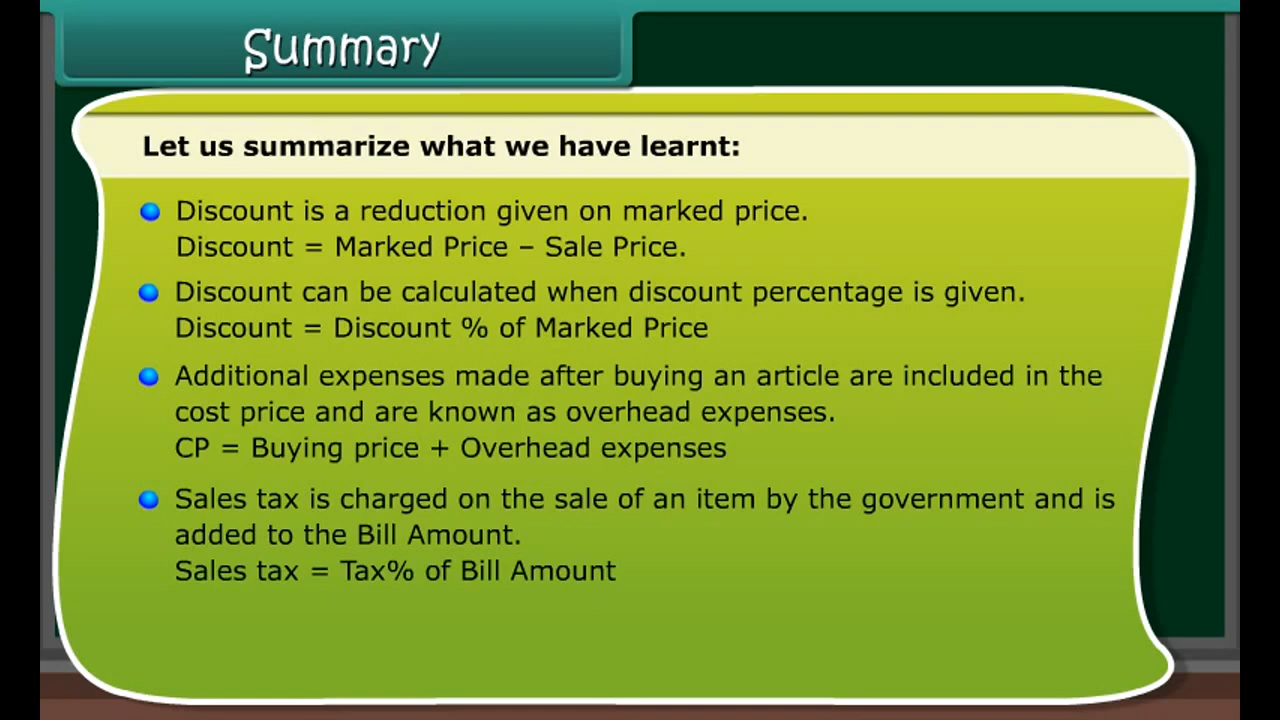 Summary
Let us summarize what we have learnt:
Discount is a reduction given on marked price.
Discount = Marked Price – Sale Price.
Discount can be calculated when discount percentage is given.
Discount = Discount % of Marked Price
Additional expenses made after buying an article are included in the
cost price and are known as overhead expenses.
CP = Buying price + Overhead expenses
Sales tax is charged on the sale of an item by the government and is
added to the Bill Amount.
Sales tax = Tax% of Bill Amount